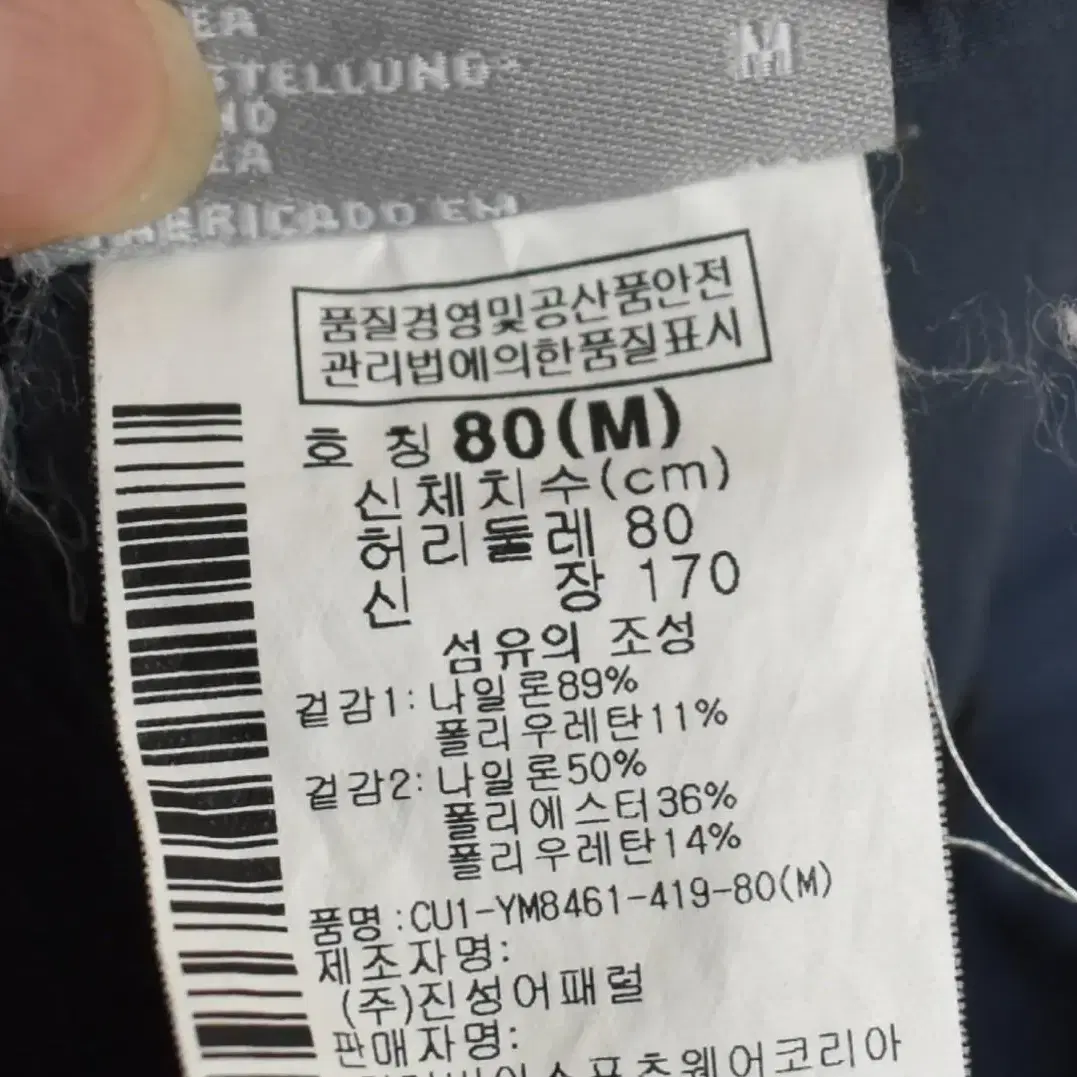 M
품질경영및공산품안전
관리법에의한품질표시
호 칭 80(M)
신체치수(cm)
허리둘레 80
신 장 170
섬유의 조성
겉감1: 나일론89%
폴리우레탄11%
겉감2: 나일론50%
폴리에스터36%
폴리우레탄14%
품명 :CU1-YM8461-419-80(M)
제조자명:
(주)진성어패럴
판매자명: